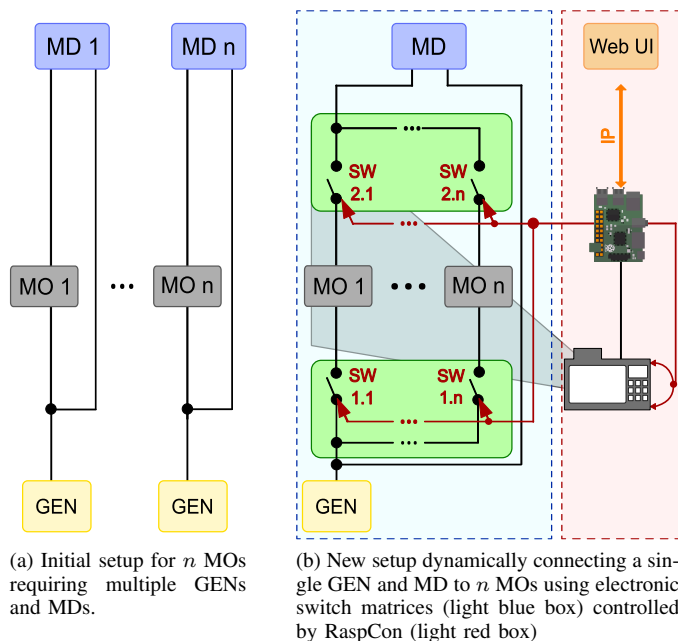 MD 1
MD n
MO 1
...
MO n
GEN
GEN
(a) Initial setup for n MOs
requiring multiple GENs
and MDs.
MD
Web UI
...
IP
SW
2.1
SW
2.n
...
MO 1
...
MO n
SW
1.1
SW
1.n
...
...
GEN
(b) New setup dynamically connecting a sin-
gle GEN and MD to n MOs using electronic
switch matrices (light blue box) controlled
by RaspCon (light red box)